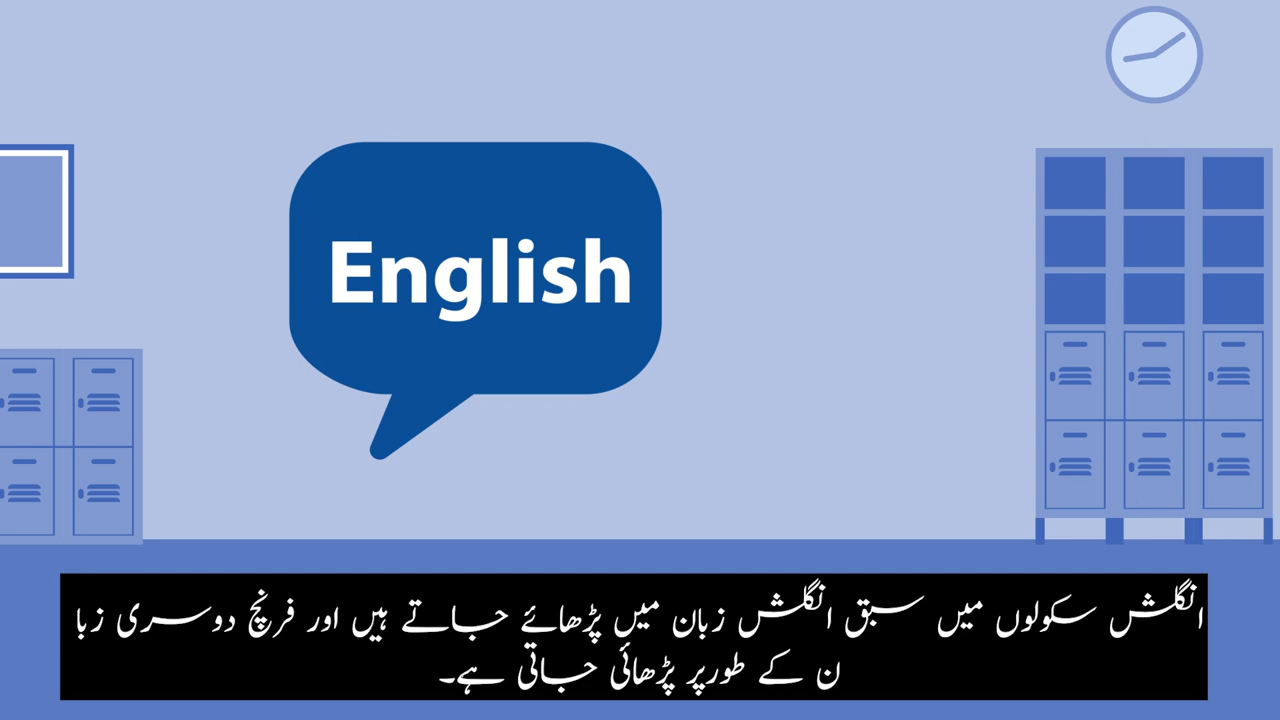 English
انگلش سکولوں میں سبق انگلش زبان میں پڑھائے جاتے ہیں اور فرنچ دوسری زبا
ن کے طورپر پڑھائی جاتی ہے۔